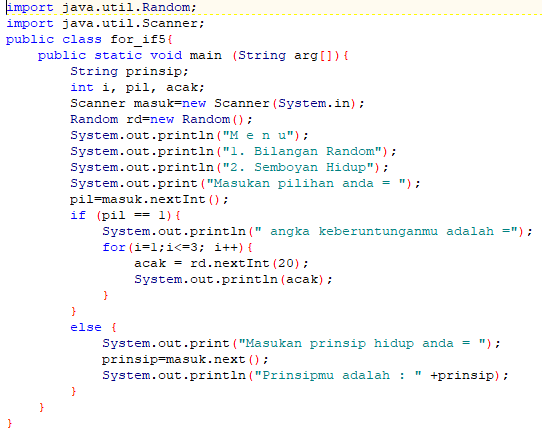 import java.util.Random;
import java.util.Scanner;
public class for_if5{
    public static void main (String arg[]){
        String prinsip;
        int i, pil, acak;
        Scanner masuk=new Scanner(System.in);
        Random rd=new Random();
        System.out.println("M e n u");
        System.out.println("1. Bilangan Random");
        System.out.println("2. Semboyan Hidup");
        System.out.print("Masukan pilihan anda = ");
        pil=masuk.nextInt();
        if (pil == 1){
            System.out.println(" angka keberuntunganmu adalah =");
            for(i=1;i<=3; i++){
                acak = rd.nextInt(20);
                System.out.println(acak);
            }
        }
        else {
            System.out.print("Masukan prinsip hidup anda = ");
            prinsip=masuk.next();
            System.out.println("Prinsipmu adalah : " +prinsip);
        }
    }
}